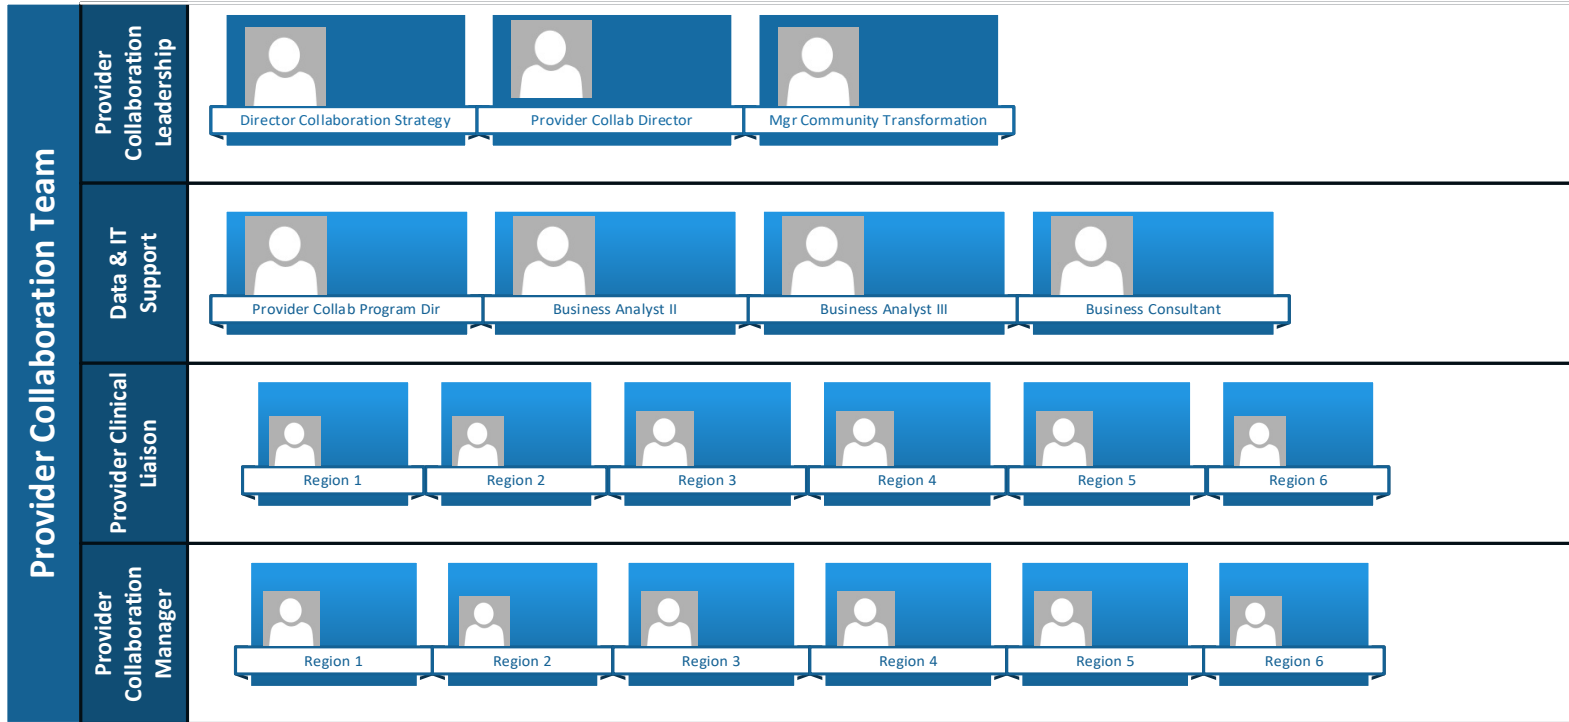 Provider Collaboration Team
Provider
Collaboration
Leadership
Director Collaboration Strategy
Provider Collab Director
Mgr Community Transformation
Data & IT
Support
Provider Collab Program Dir
Business Analyst II
Business Analyst III
Business Consultant
Provider Clinical
Liaison
Region 1
Region 2
Region 3
Region 4
Region 5
Region 6
Provider
Collaboration
Manager
Region 1
Region 2
Region 3
Region 4
Region 5
Region 6